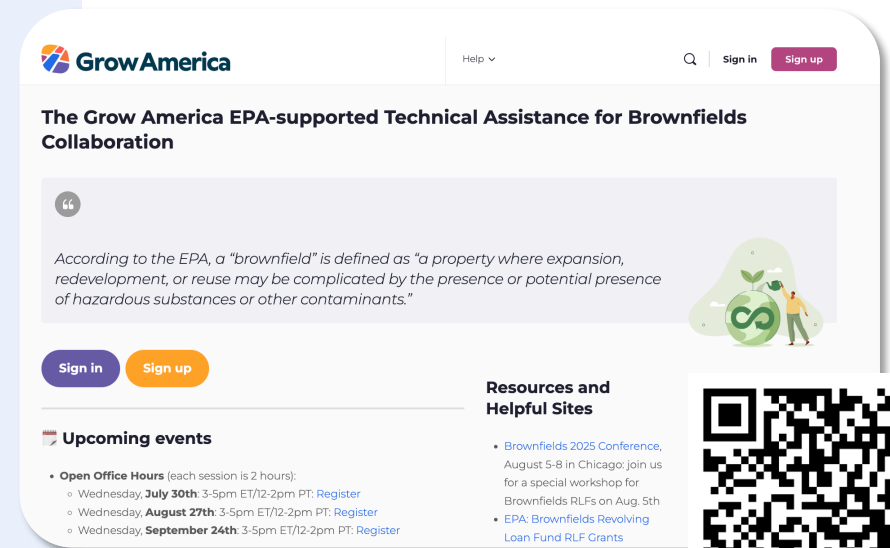 GrowAmerica
Help
Sign in
Sign up
The Grow America EPA-supported Technical Assistance for Brownfields
Collaboration
According to the EPA, a “brownfield” is defined as “a property where expansion,
redevelopment, or reuse may be complicated by the presence or potential presence
of hazardous substances or other contaminants.”
Sign in
Sign up
Upcoming events
• Open Office Hours (each session is 2 hours):
◦ Wednesday, July 30th: 3-5pm ET/12-2pm PT: Register
◦ Wednesday, August 27th: 3-5pm ET/12-2pm PT: Register
◦ Wednesday, September 24th: 3-5pm ET/12-2pm PT: Register
Resources and
Helpful Sites
• Brownfields 2025 Conference,
August 5-8 in Chicago: join us
for a special workshop for
Brownfields RLFs on Aug. 5th
• EPA: Brownfields Revolving
Loan Fund RLF Grants